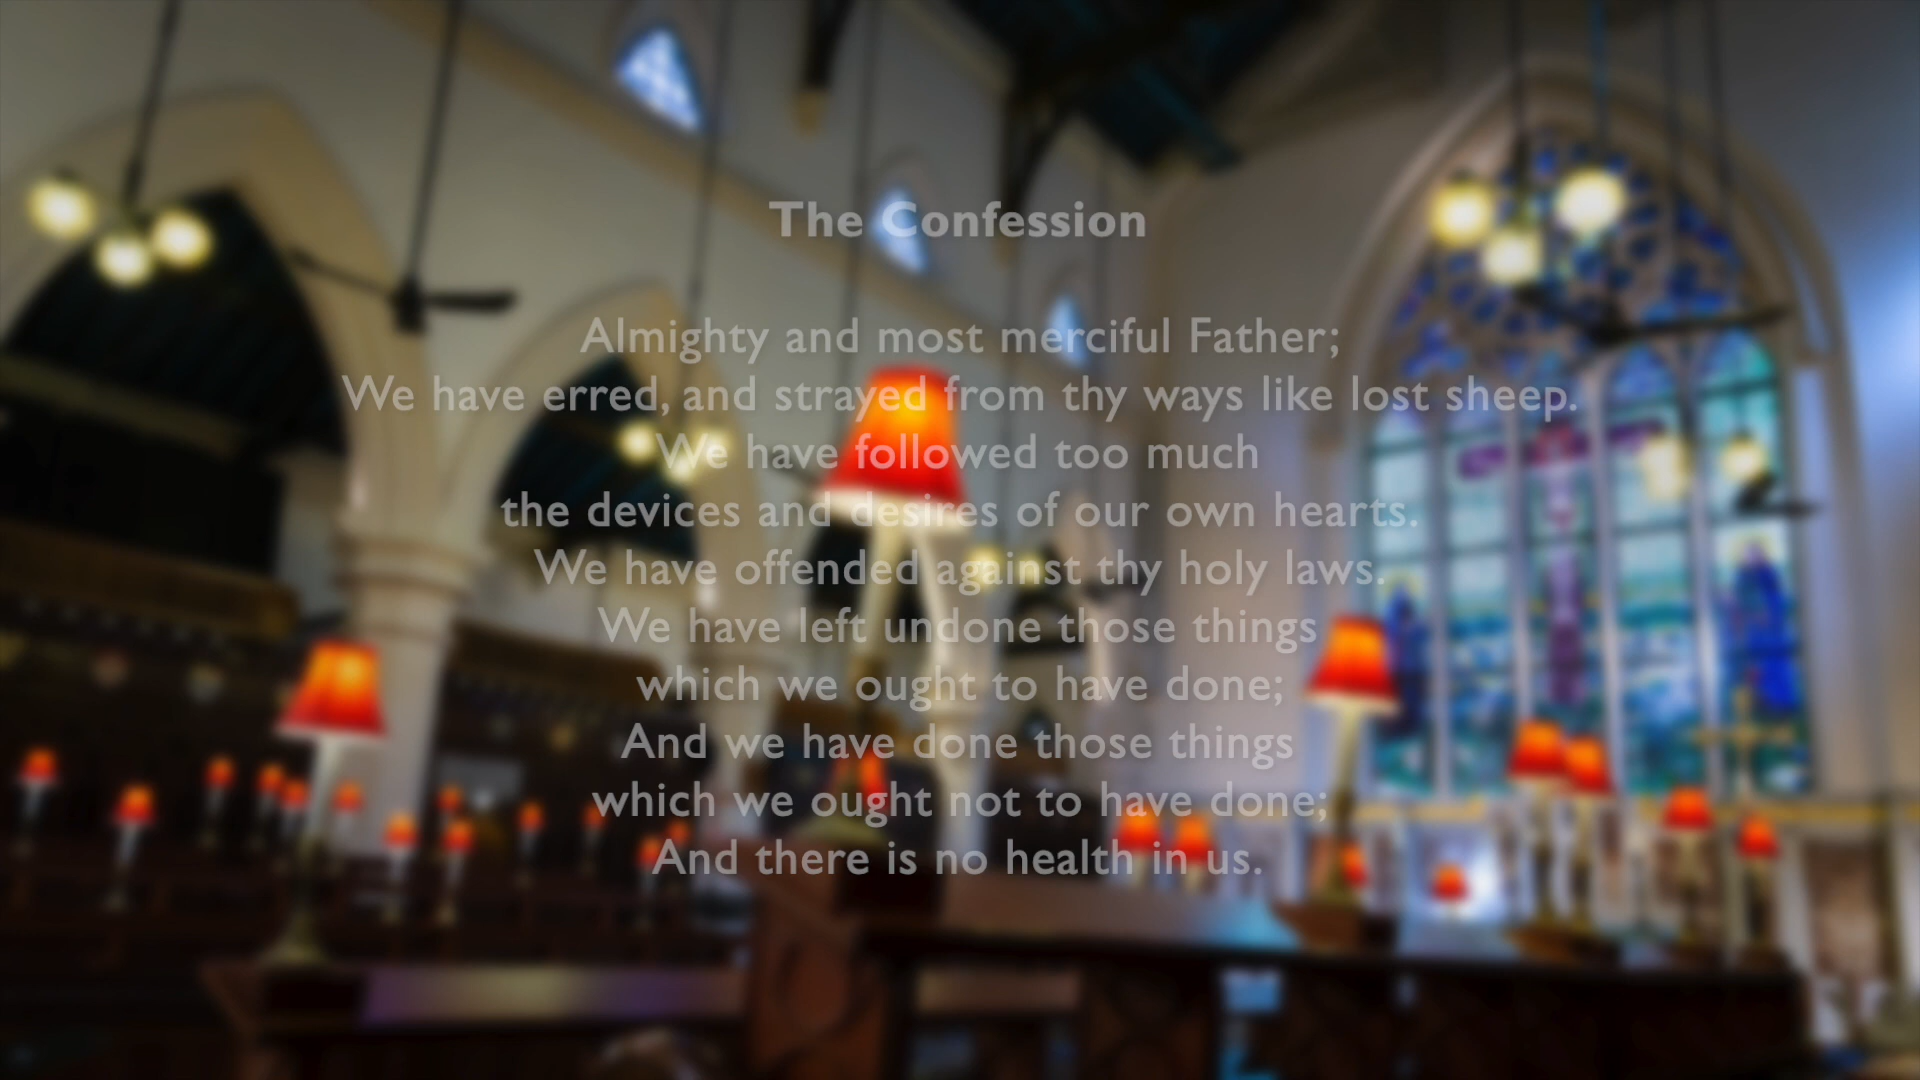 The Confession
Almighty and most merciful Father;
We have erred, and strayed from thy ways like lost sheep.
We have followed too much
the devices and desires of our own hearts.
We have offended against thy holy laws.
We have left undone those things
which we ought to have done;
And we have done those things
which we ought not to have done;
And there is no health in us.